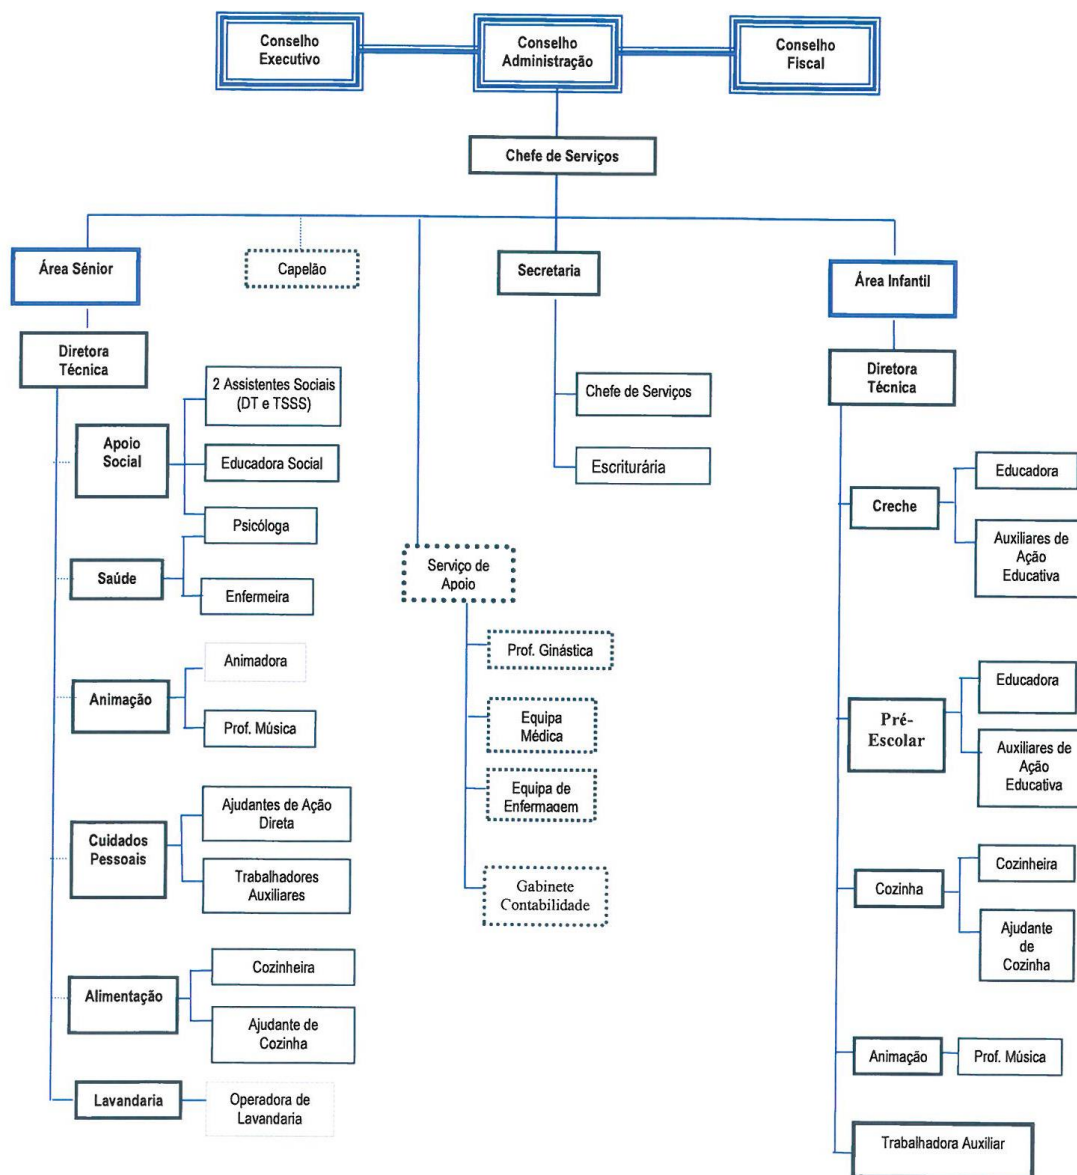 Conselho
Executivo
Conselho
Administração
Conselho
Fiscal
Chefe de Serviços
Área Sénior
Capelão
Secretaria
Área Infantil
Diretora
Técnica
2 Assistentes Sociais
(DT e TSSS)
Apoio
Social
Educadora Social
Psicóloga
Saúde
Enfermeira
Animadora
Animação
Prof. Música
Ajudantes de Ação
Direta
Cuidados
Pessoais
Trabalhadores
Auxiliares
Cozinheira
Alimentação
Ajudante de
Cozinha
Lavandaria
Operadora de
Lavandaria
Serviço de
Apoio
Prof. Ginástica
Equipa
Médica
Equipa de
Enfermagem
Gabinete
Contabilidade
Chefe de Serviços
Escriturária
Diretora
Técnica
Educadora
Creche
Auxiliares de
Ação
Educativa
Educadora
Pré-
Escolar
Auxiliares de
Ação
Educativa
Cozinheira
Cozinha
Ajudante
de
Cozinha
Animação
Prof. Música
Trabalhadora Auxiliar